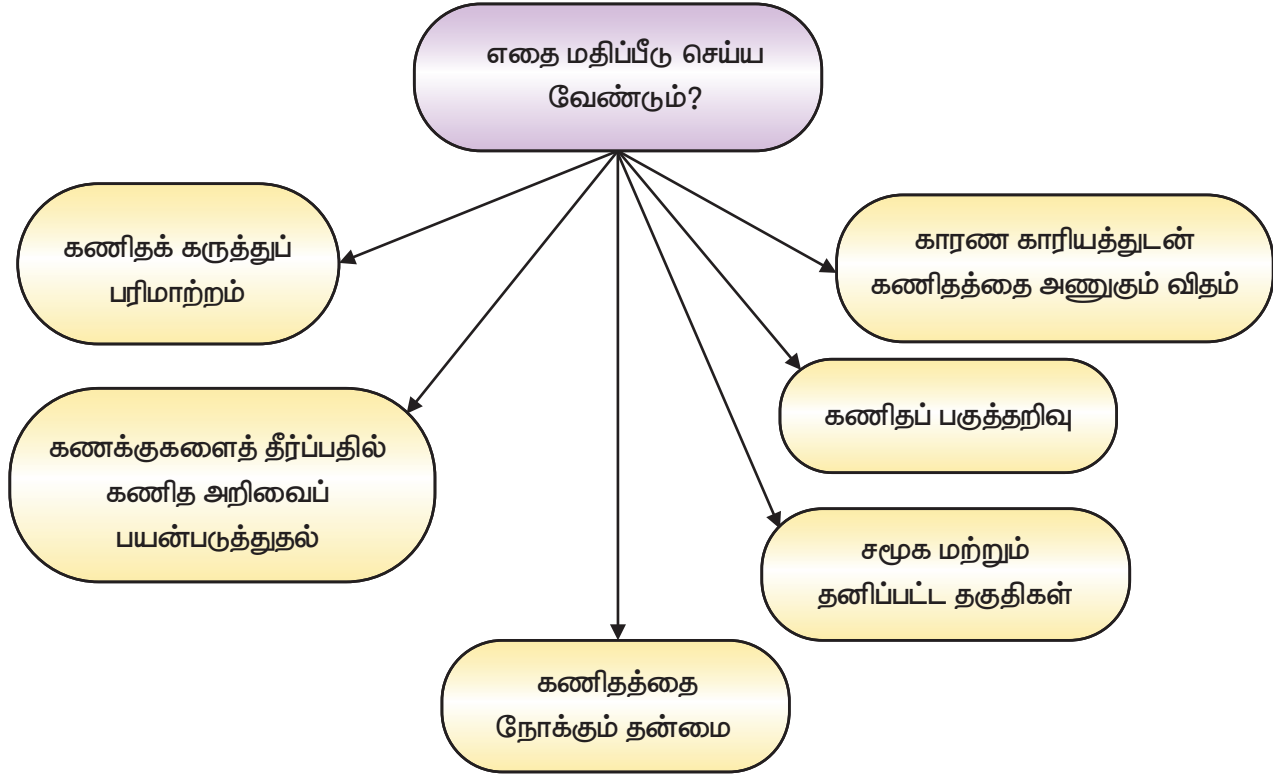 எதை மதிப்பீடு செய்ய
வேண்டும்?
கணிதக் கருத்துப்
பரிமாற்றம்
காரண காரியத்துடன்
கணிதத்தை அணுகும் விதம்
கணக்குகளைத் தீர்ப்பதில்
கணித அறிவைப்
பயன்படுத்துதல்
கணிதப் பகுத்தறிவு
சமூக மற்றும்
தனிப்பட்ட தகுதிகள்
கணிதத்தை
நோக்கும் தன்மை